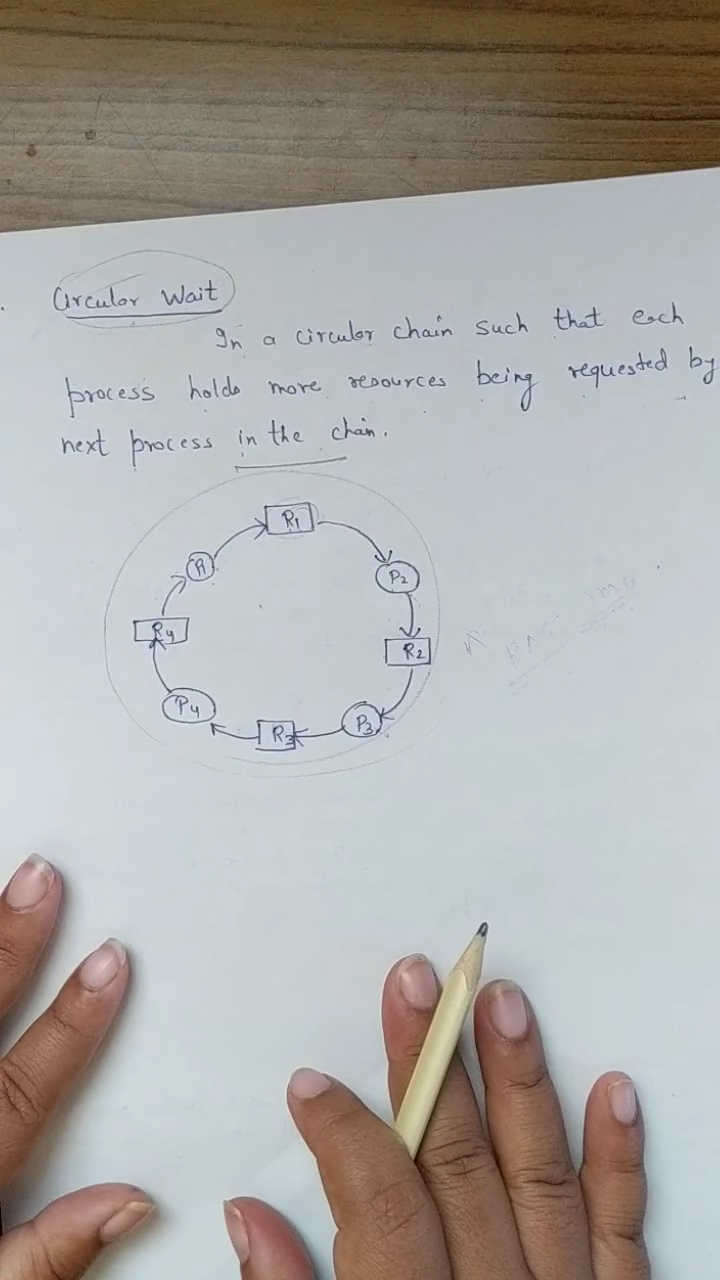 Circular Wait
In a circular chain such that each
process holds more resources being requested by
next process in the chain.
R1
P1
P2
R4
R2
P4
P3
R3